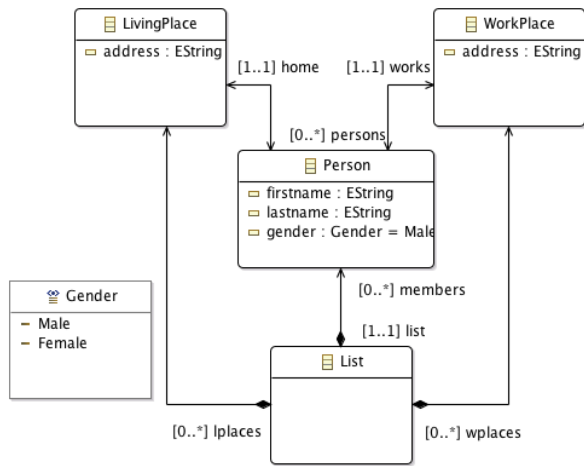 LivingPlace
address : EString
WorkPlace
address : EString
[1..1] home
[1..1] works
[0..*] persons
Person
firstname : EString
lastname : EString
gender : Gender = Male
Gender
Male
Female
[0..*] members
[1..1] list
List
[0..*] lplaces
[0..*] wplaces